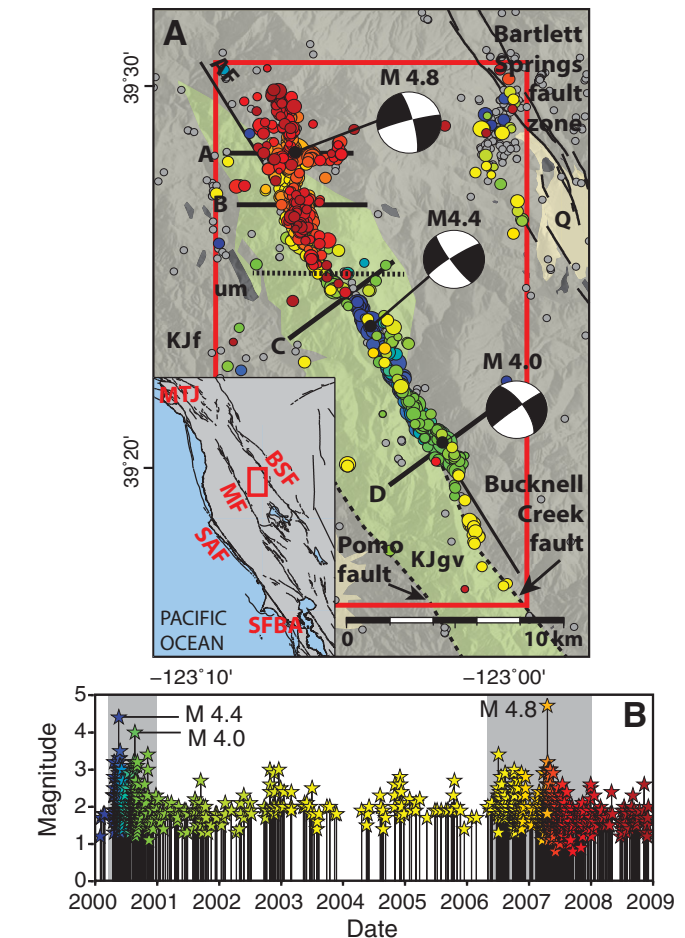 A
Bartlett
Springs
fault
zone
AF
39°30'
M 4.8
A
B
M4.4
Q
um
KJf
C
M 4.0
39°20'
MTJ
BSF
MF
SAF
PACIFIC
OCEAN
SFBA
D
Bucknell
Creek
fault
Pomo
fault
KJgv
0
10 km
−123°10'
−123°00'
B
M 4.4
M 4.0
M 4.8
Magnitude
5
4
3
2
1
0
2000 2001 2002 2003 2004 2005 2006 2007 2008 2009
Date